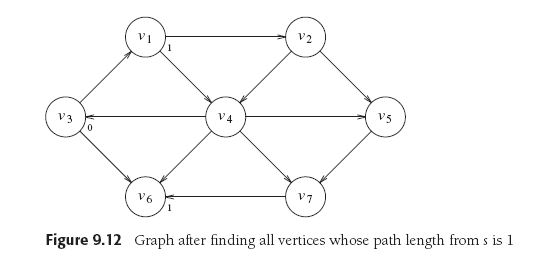 v1 1 v2
v3 0 v4 v5
v6 1 v7
Figure 9.12 Graph after finding all vertices whose path length from s is 1